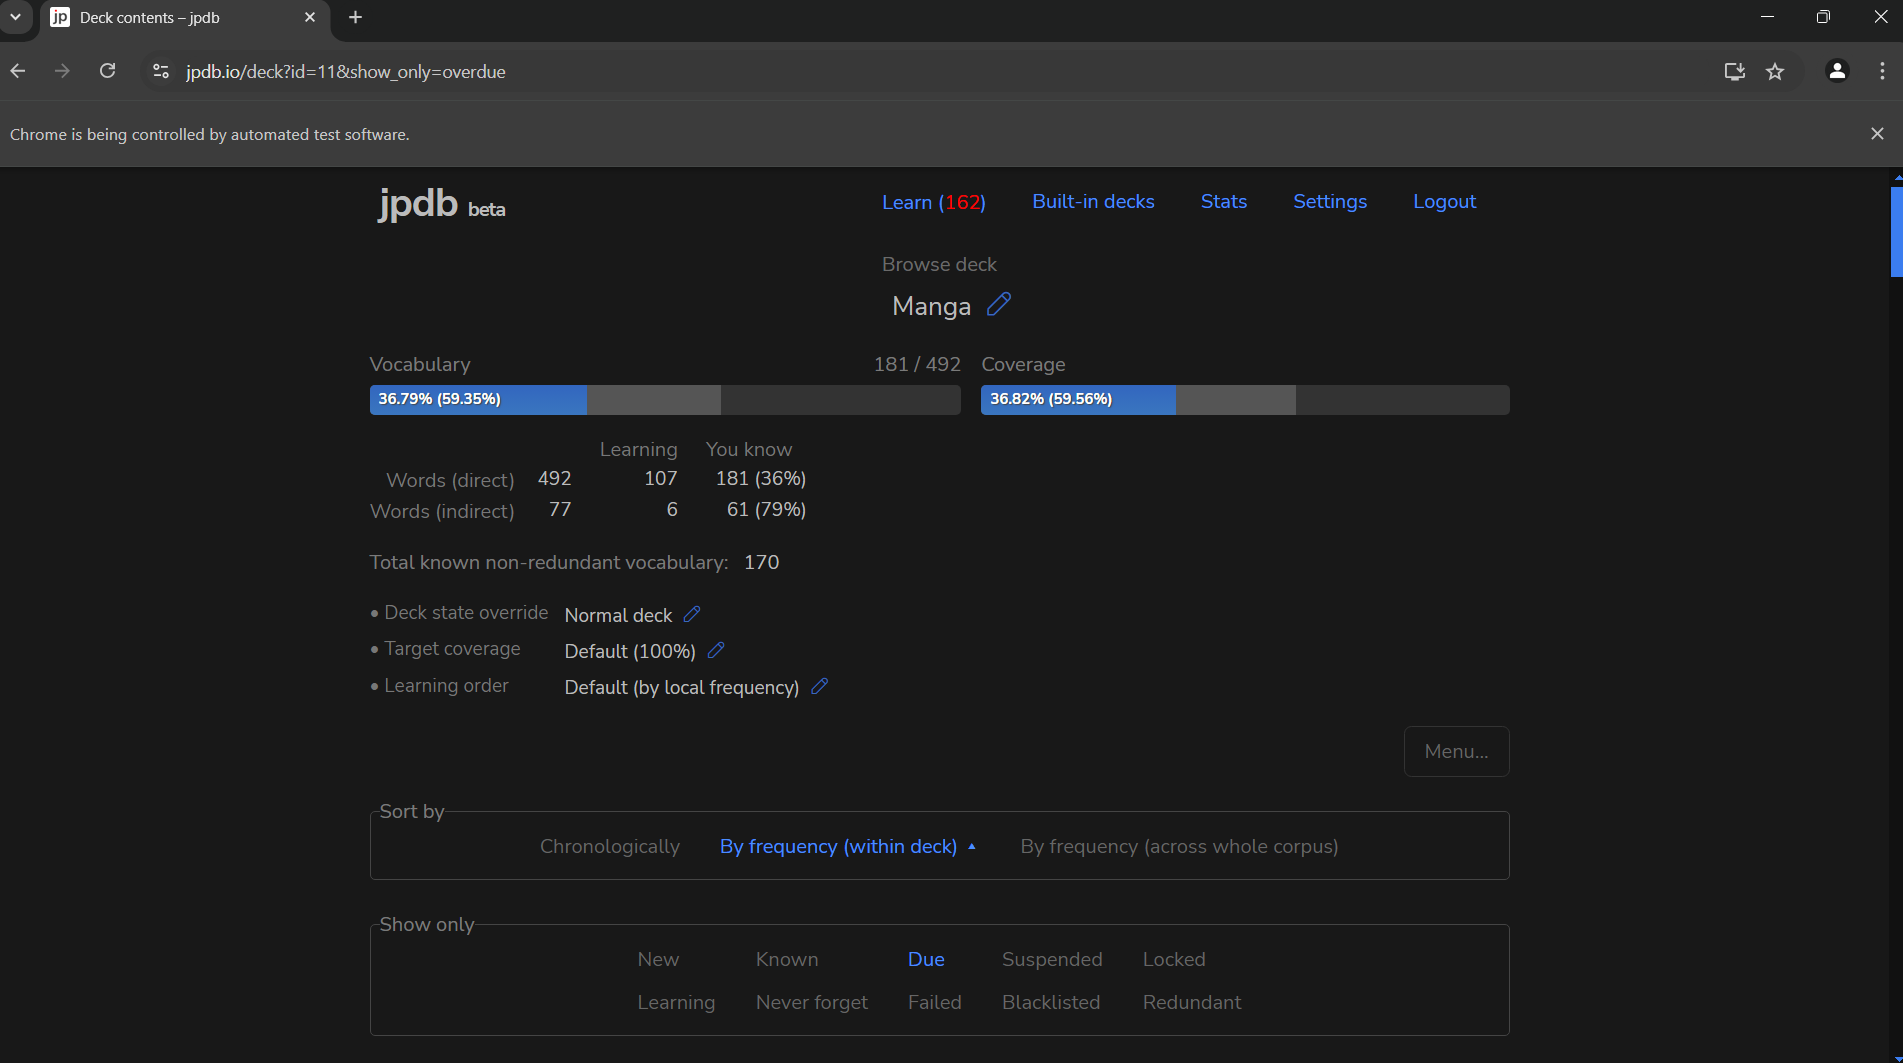 Deck contents – jpdb
jpdb.io/deck?id=11&show_only=overdue
Chrome is being controlled by automated test software.
jpdb beta
Learn (162) Built-in decks Stats Settings Logout
Browse deck
Manga
Vocabulary 181 / 492 Coverage
36.79% (59.35%) 36.82% (59.56%)
Learning You know
Words (direct) 492 107 181 (36%)
Words (indirect) 77 6 61 (79%)
Total known non-redundant vocabulary: 170
• Deck state override Normal deck
• Target coverage Default (100%)
• Learning order Default (by local frequency)
Menu...
Sort by
Chronologically By frequency (within deck) ▲ By frequency (across whole corpus)
Show only
New Known Due Suspended Locked
Learning Never forget Failed Blacklisted Redundant